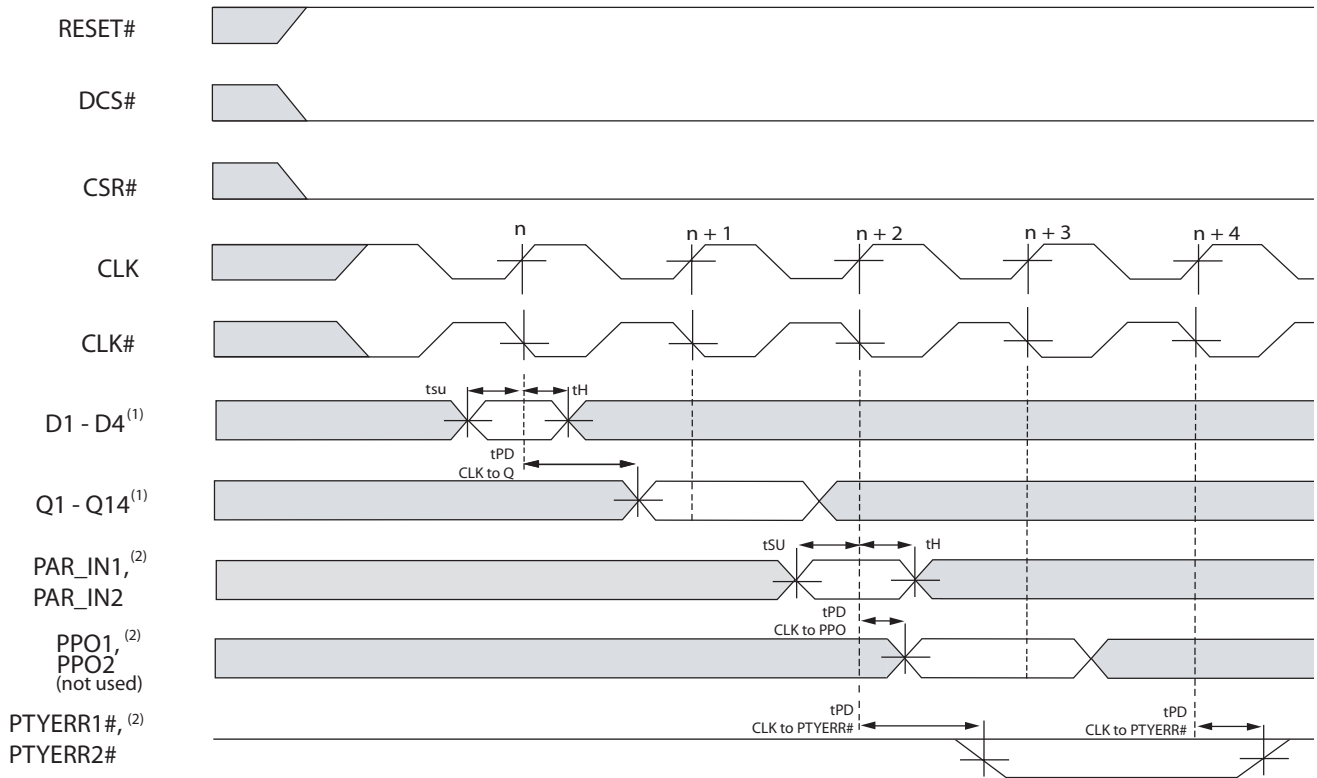 RESET#
DCS#
CSR#
n
n + 1
n + 2
n + 3
n + 4
CLK
CLK#
tsu
tH
D1 - D4(1)
tPD
CLK to Q
Q1 - Q14(1)
tSU
tH
PAR_IN1, (2)
PAR_IN2
tPD
CLK to PPO
PPO1, (2)
PPO2
(not used)
tPD
CLK to PTYERR#
tPD
CLK to PTYERR#
PTYERR1#, (2)
PTYERR2#